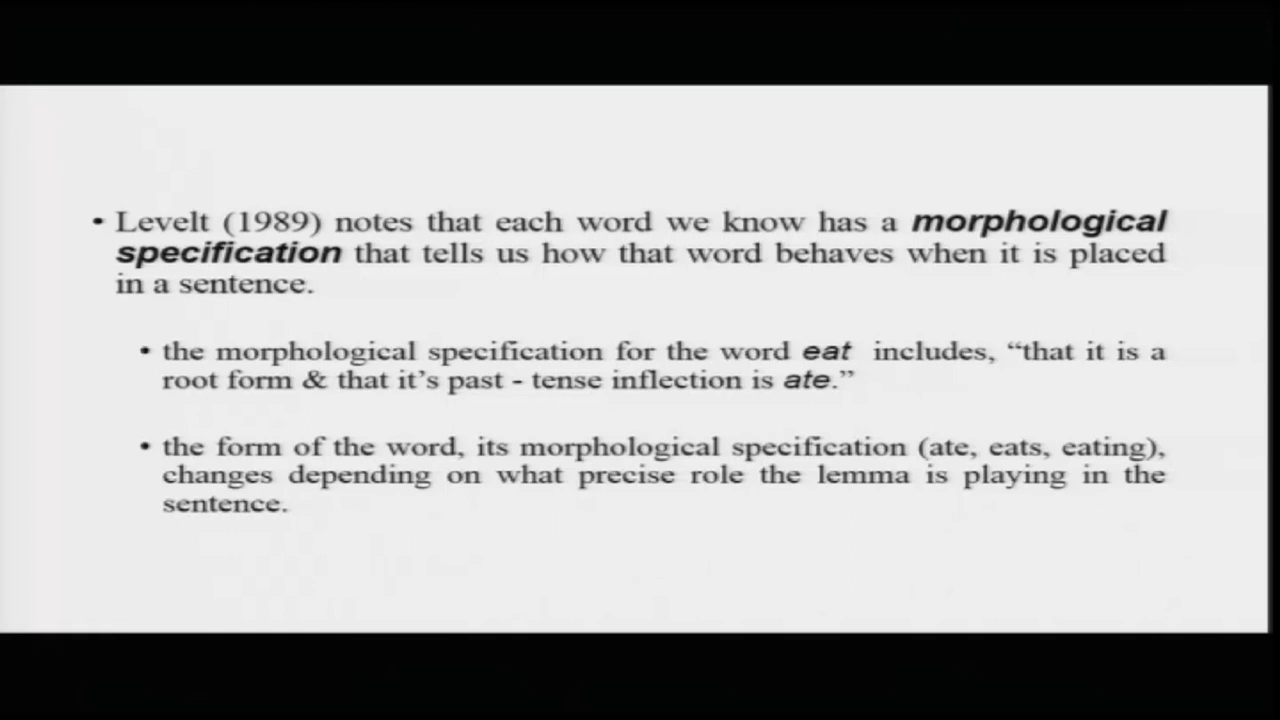 • Levelt (1989) notes that each word we know has a morphological
specification that tells us how that word behaves when it is placed
in a sentence.
• the morphological specification for the word eat includes, “that it is a
root form & that it’s past - tense inflection is ate.”
• the form of the word, its morphological specification (ate, eats, eating),
changes depending on what precise role the lemma is playing in the
sentence.